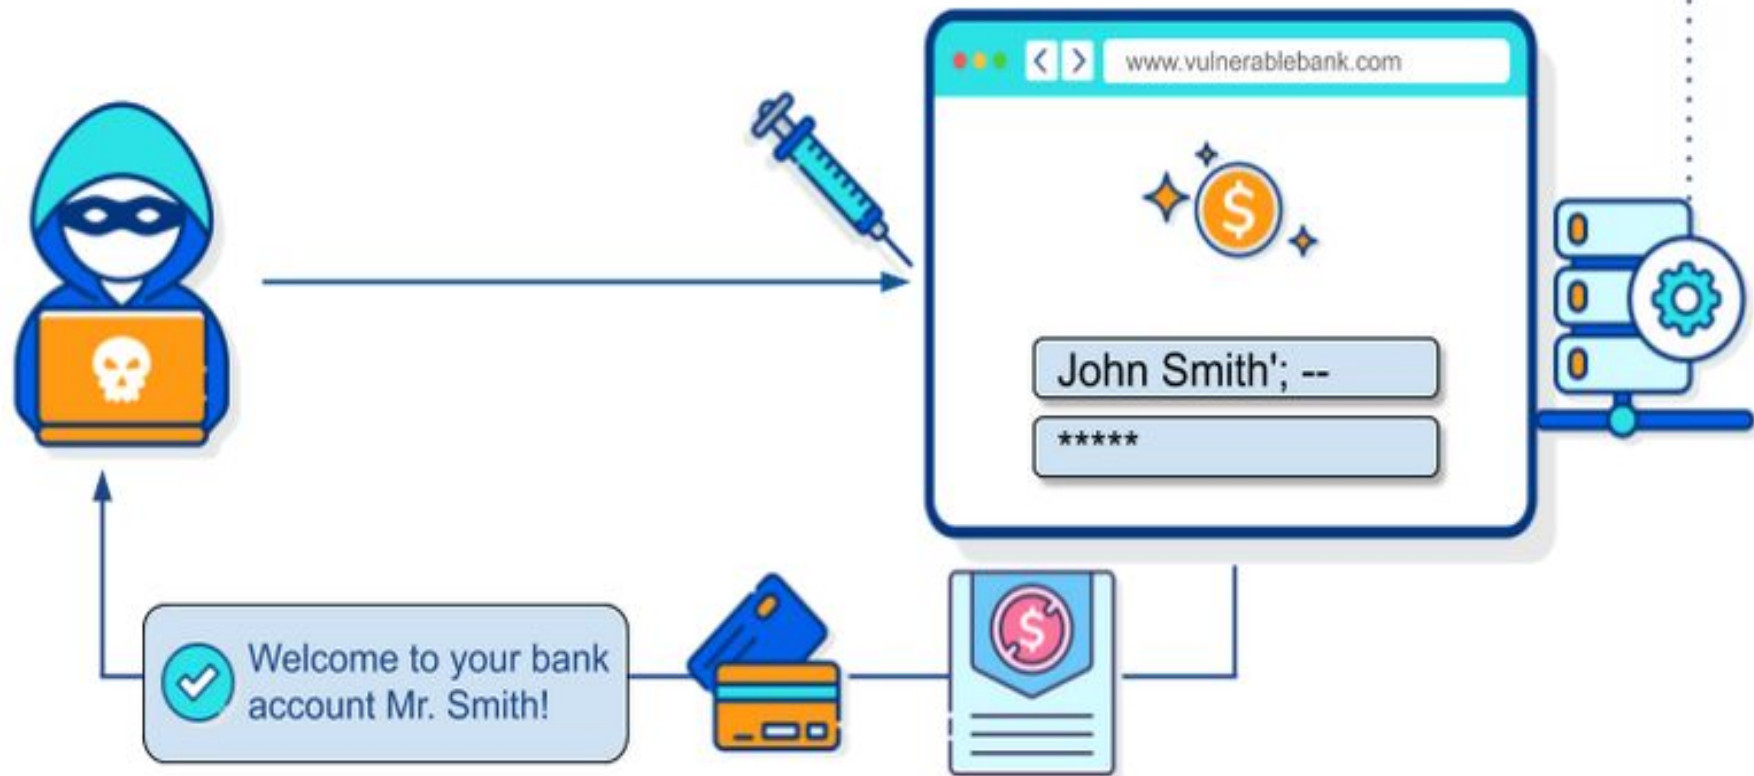 www.vulnerablebank.com
$
John Smith'; --
*****
$
Welcome to your bank
account Mr. Smith!